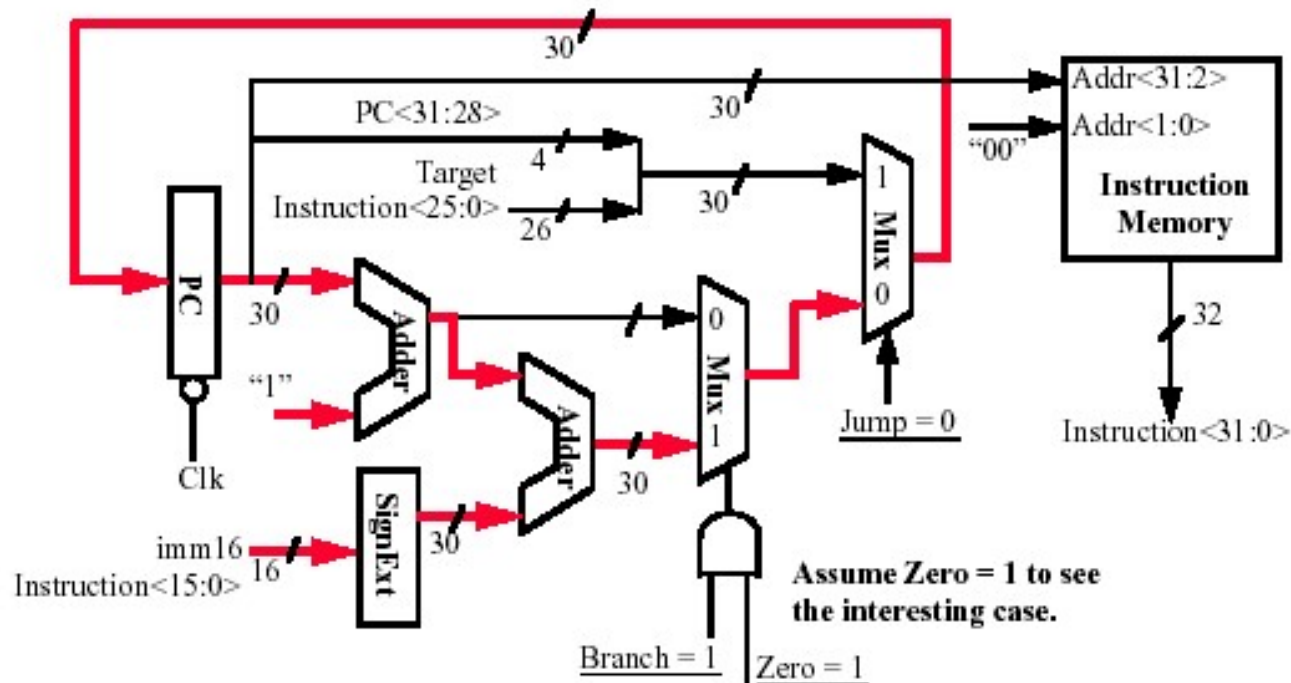 30
30
Addr<31:2>
PC<31:28>
4
Addr<1:0>
“00”
Target
Instruction<25:0>
26
30
1
Mux
0
Instruction
Memory
PC
30
Adder
0
Mux
1
32
“1”
Adder
30
Jump = 0
Instruction<31:0>
Clk
SignExt
30
imm16
16
Instruction<15:0>
Assume Zero = 1 to see
the interesting case.
Branch = 1
Zero = 1